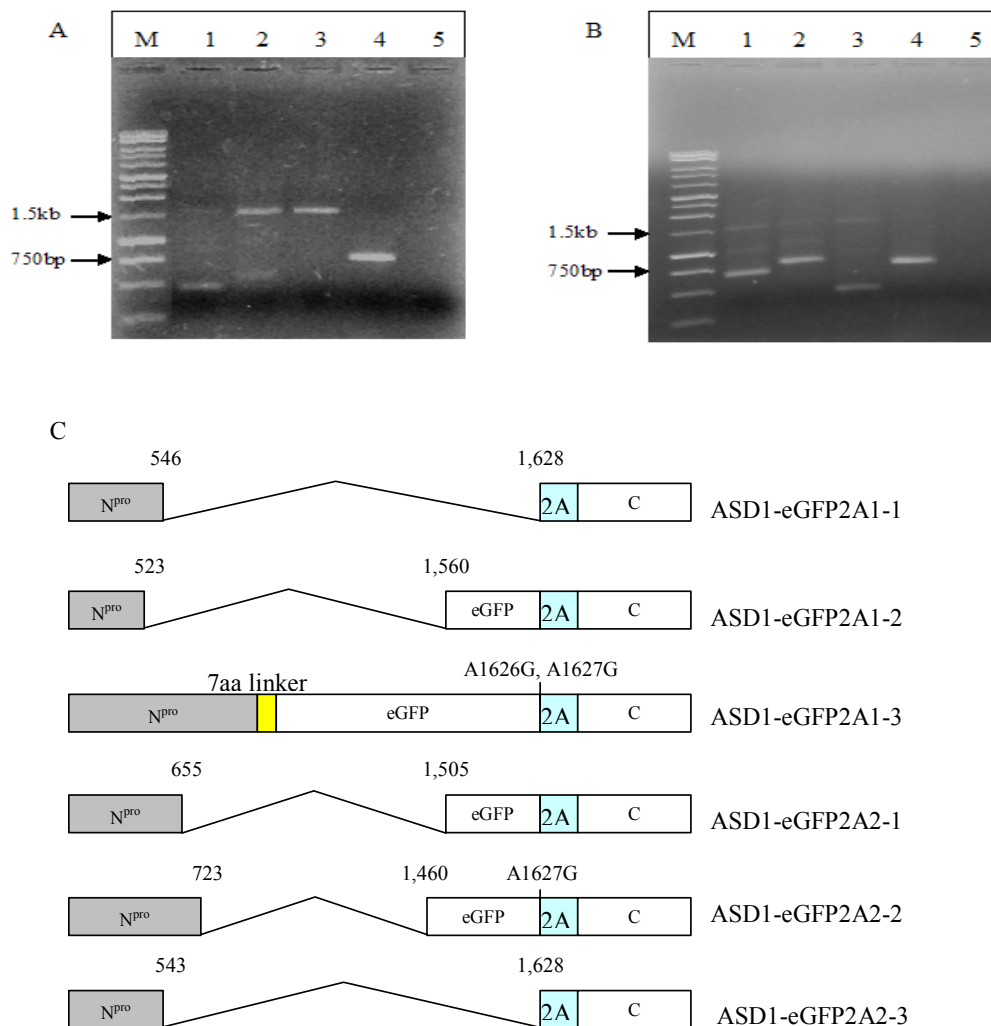 A
M 1 2 3 4 5
1.5kb
750bp
B
M 1 2 3 4 5
1.5kb
750bp
C
546 1,628
Npro 2A C ASD1-eGFP2A1-1
523 1,560
Npro eGFP 2A C ASD1-eGFP2A1-2
7aa linker A1626G, A1627G
Npro eGFP 2A C ASD1-eGFP2A1-3
655 1,505
Npro eGFP 2A C ASD1-eGFP2A2-1
723 1,460 A1627G
Npro eGFP 2A C ASD1-eGFP2A2-2
543 1,628
Npro 2A C ASD1-eGFP2A2-3